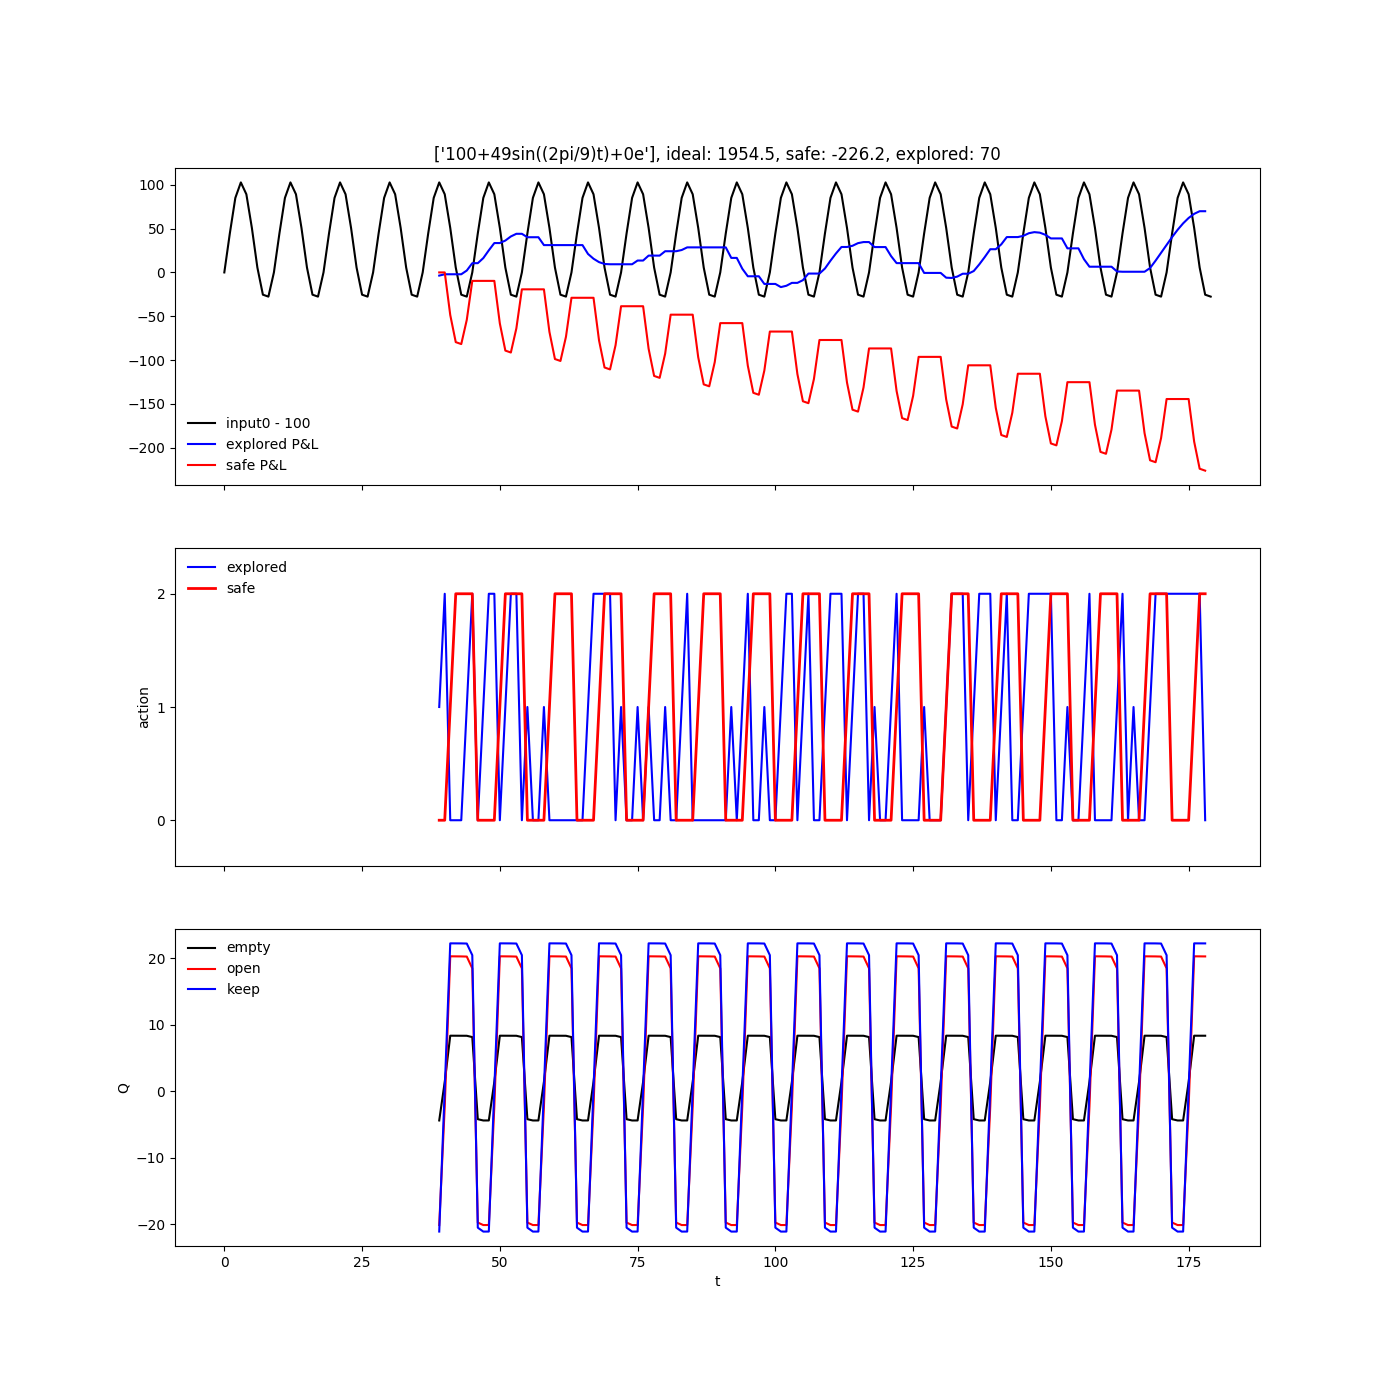 ['100+49sin((2pi/9)t)+0e'], ideal: 1954.5, safe: -226.2, explored: 70
100
50
0
−50
−100
−150
−200
input0 - 100
explored P&L
safe P&L
explored
safe
2
1
0
action
empty
open
keep
20
10
0
−10
−20
Q
0 25 50 75 100 125 150 175
t